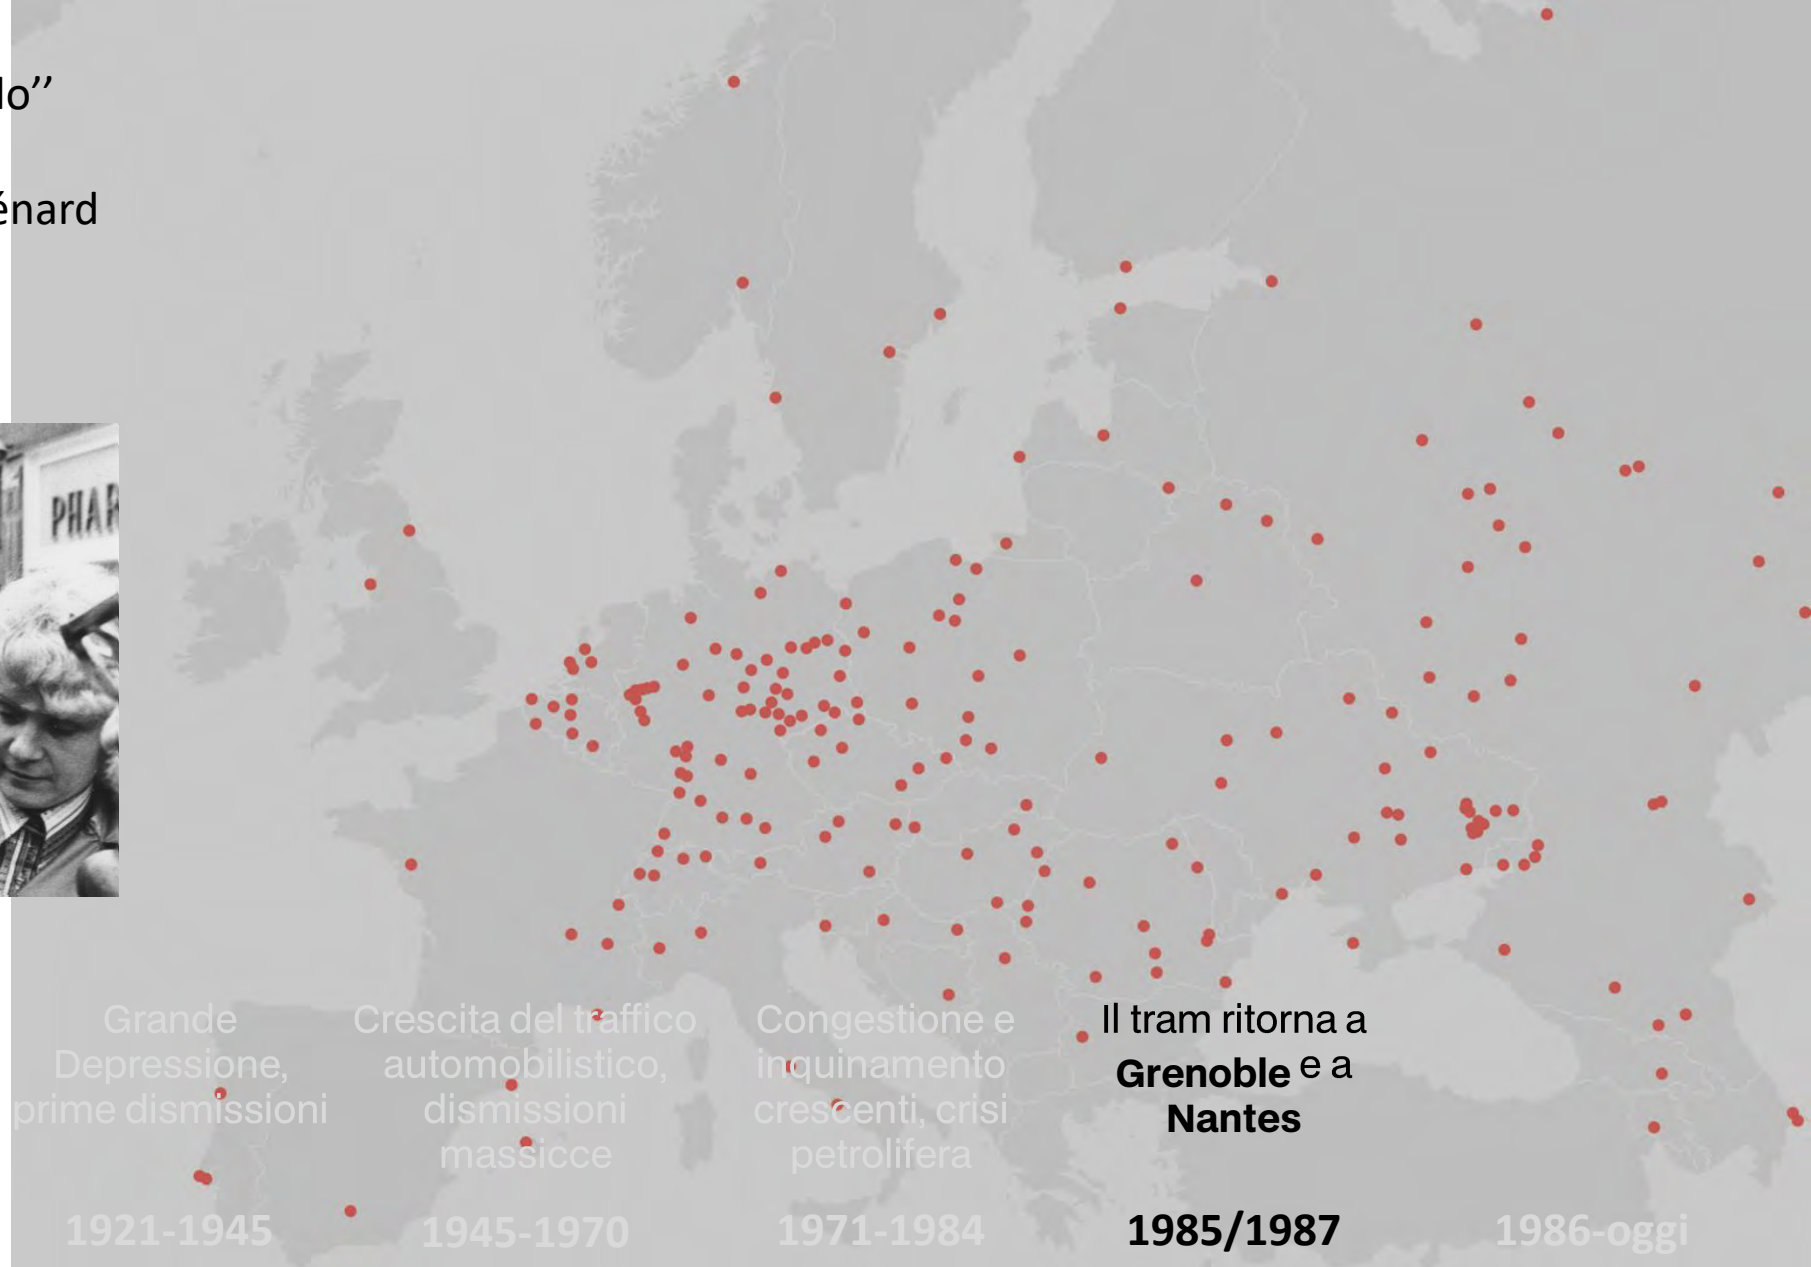 lo’’
énard
PHAR
Grande
Depressione,
prime dismissioni
1921-1945
Crescita del traffico
automobilistico,
dismissioni
massicce
1945-1970
Congestione e
inquinamento
crescenti, crisi
petrolifera
1971-1984
Il tram ritorna a
Grenoble e a
Nantes
1985/1987
1986-oggi